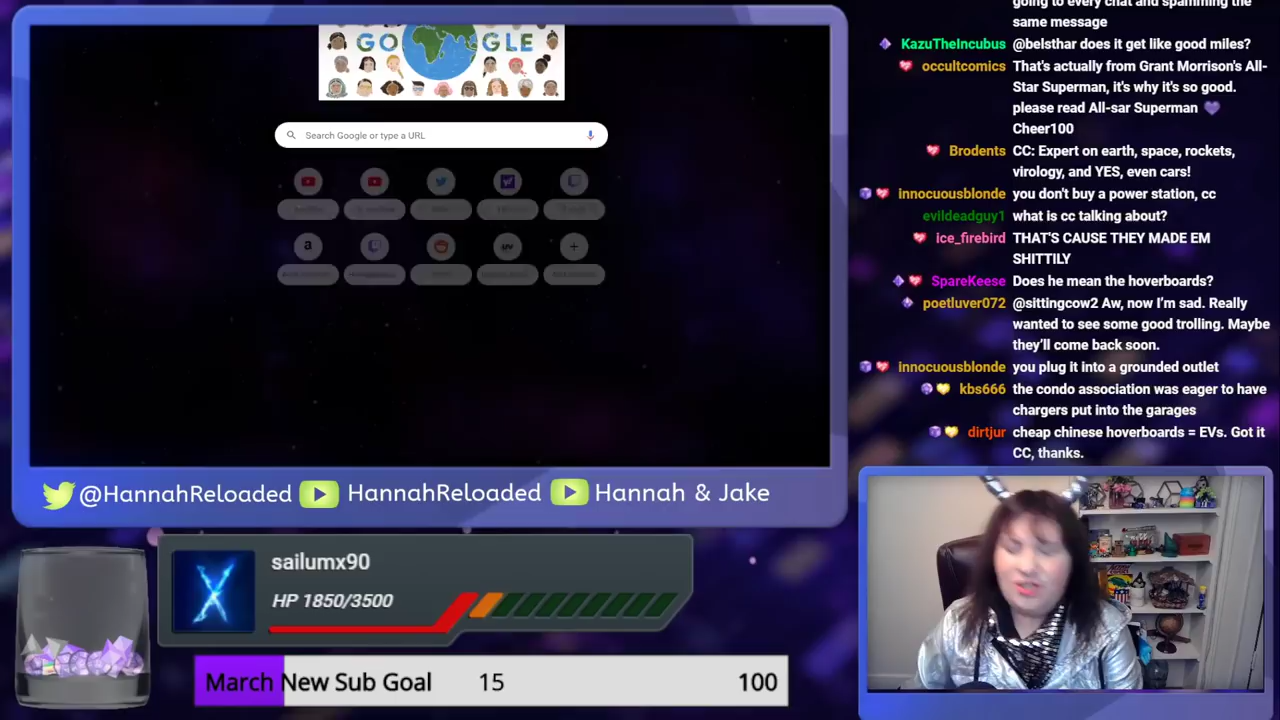 GO GLE
Search Google or type a URL
a
uv
@HannahReloaded
HannahReloaded
Hannah & Jake
sailumx90
HP 1850/3500
March New Sub Goal 15 100
going to every chat and spamming the
same message
KazuTheIncubus @belsthar does it get like good miles?
occultcomics That's actually from Grant Morrison's All-
Star Superman, it's why it's so good.
please read All-sar Superman
Cheer100
Brodents CC: Expert on earth, space, rockets,
virology, and YES, even cars!
innocuousblonde you don't buy a power station, cc
evildeadguy1 what is cc talking about?
ice_firebird THAT'S CAUSE THEY MADE EM
SHITTILY
SpareKeese Does he mean the hoverboards?
poetluver072 @sittingcow2 Aw, now I'm sad. Really
wanted to see some good trolling. Maybe
they'll come back soon.
innocuousblonde you plug it into a grounded outlet
kbs666 the condo association was eager to have
chargers put into the garages
dirtjur cheap chinese hoverboards = EVs. Got it
CC, thanks.